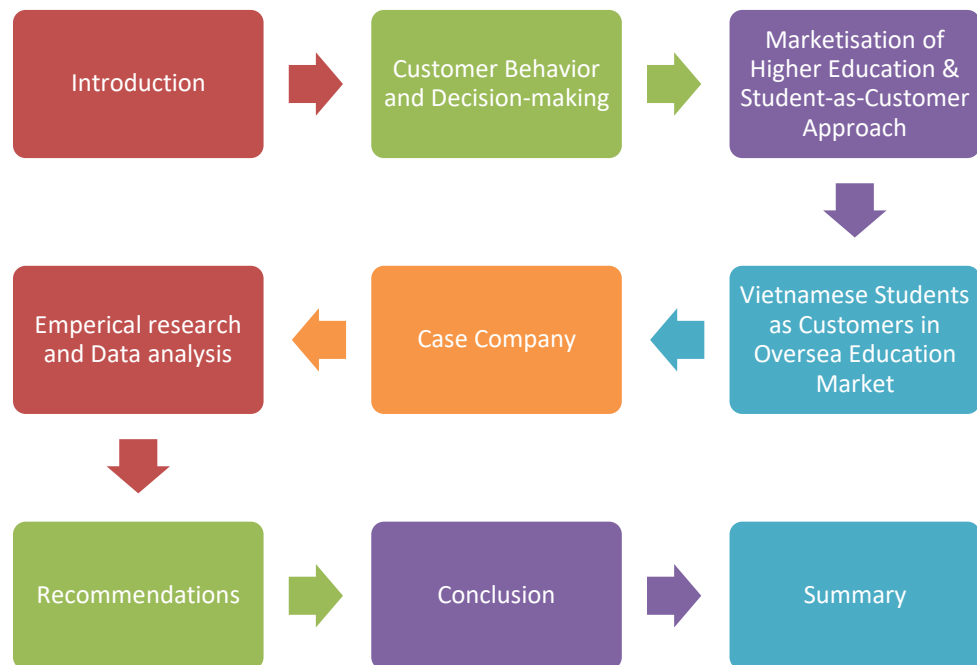 Introduction
Customer Behavior
and Decision-making
Marketisation of
Higher Education &
Student-as-Customer
Approach
Vietnamese Students
as Customers in
Oversea Education
Market
Case Company
Emperical research
and Data analysis
Recommendations
Conclusion
Summary